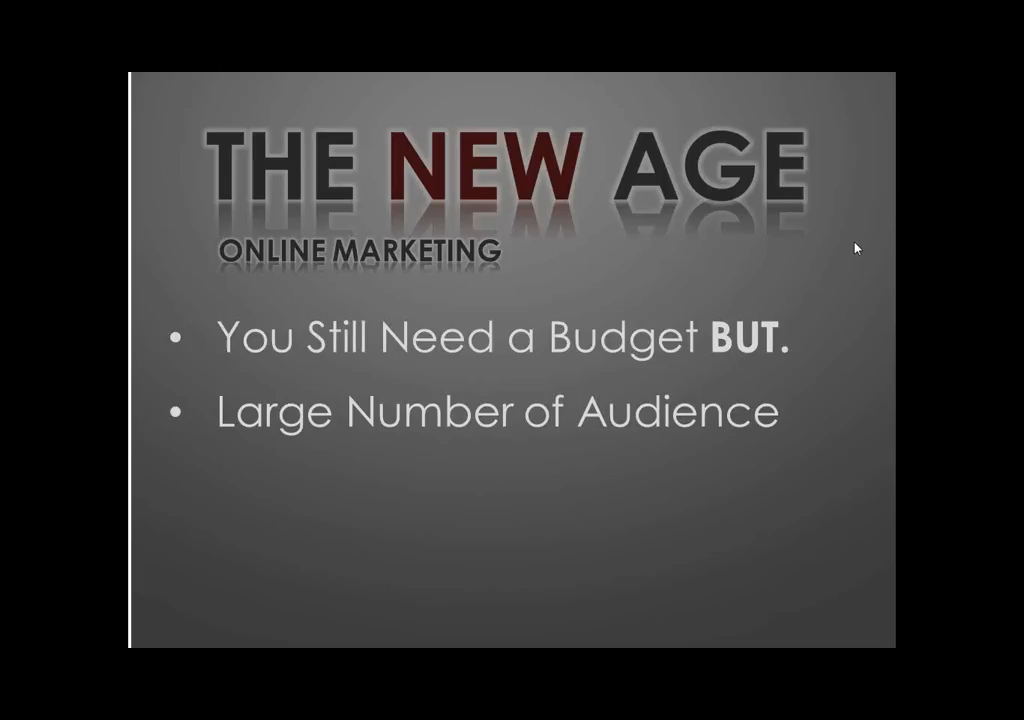 THE NEW AGE
ONLINE MARKETING
• You Still Need a Budget BUT.
• Large Number of Audience